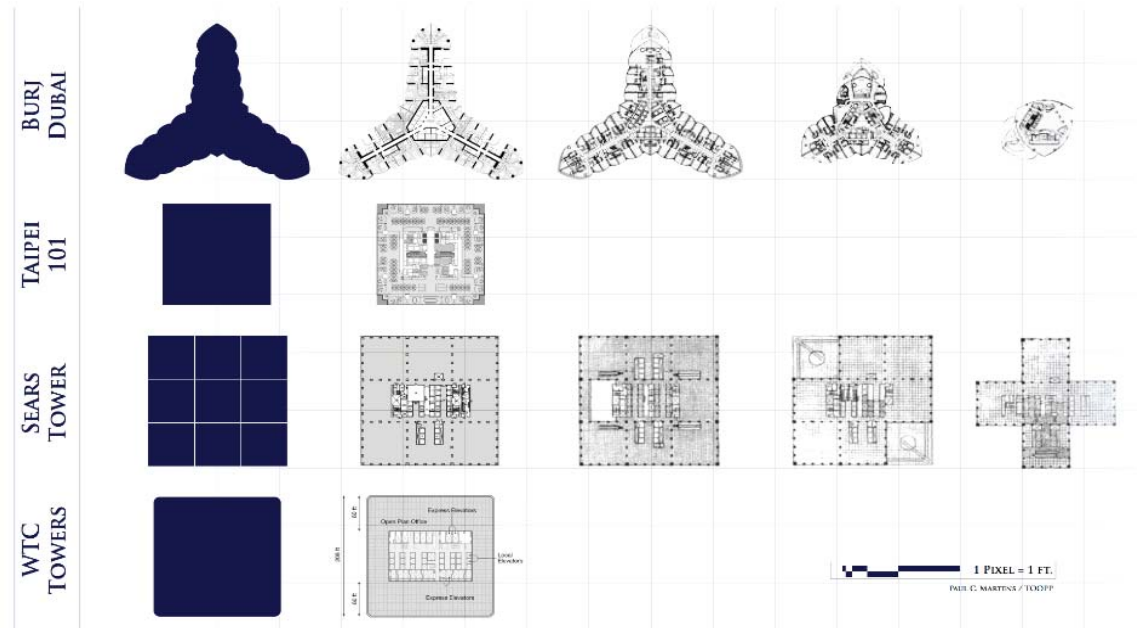 BURJ
DUBAI
TAIPEI
101
SEARS
TOWER
WTC
TOWERS
Express Elevators
Open Plan Office
Local
Elevators
Express Elevators
1 PIXEL = 1 FT.
PAUL C. MARTENS / TOOPP